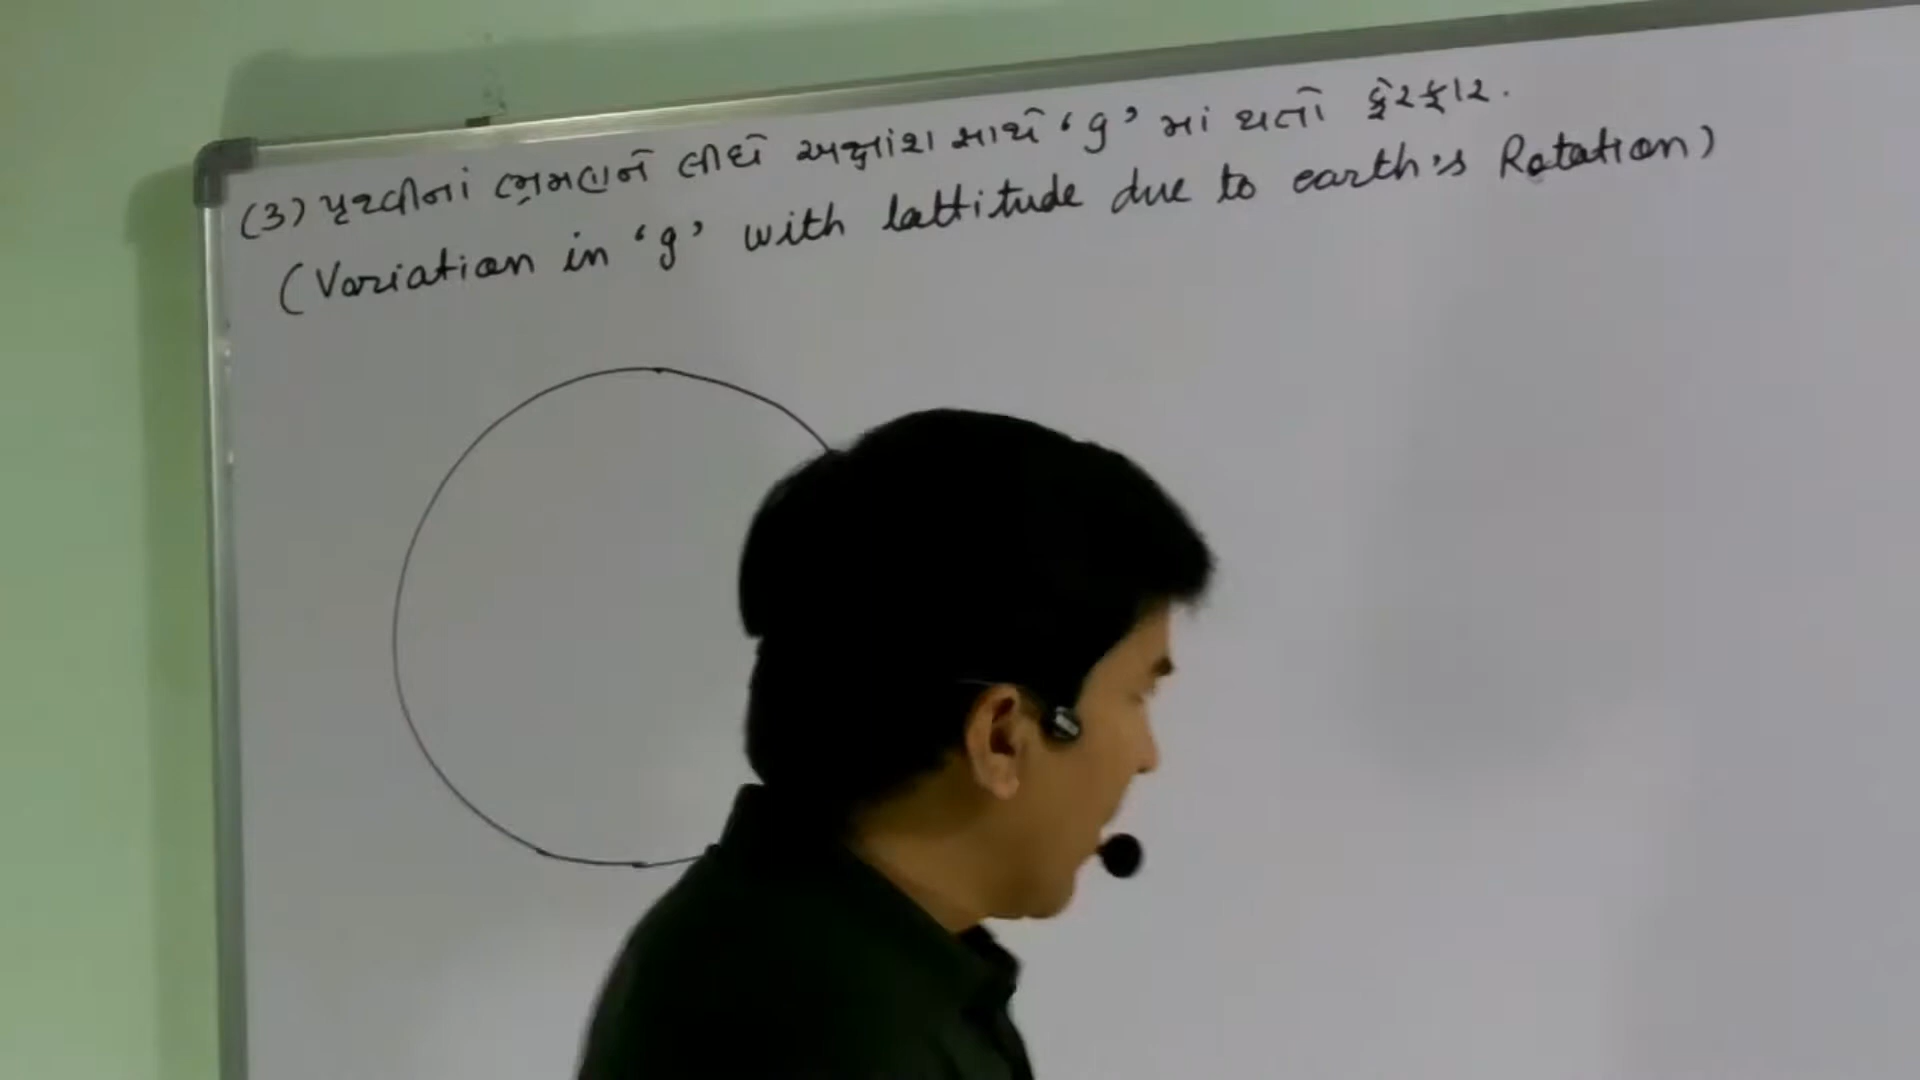 (3) પૃથ્વીનાં ભ્રમણને લીધે અક્ષાંશ સાથે ‘g’ માં થતો ફેરફાર.
(Variation in ‘g’ with lattitude due to earth's Rotation)